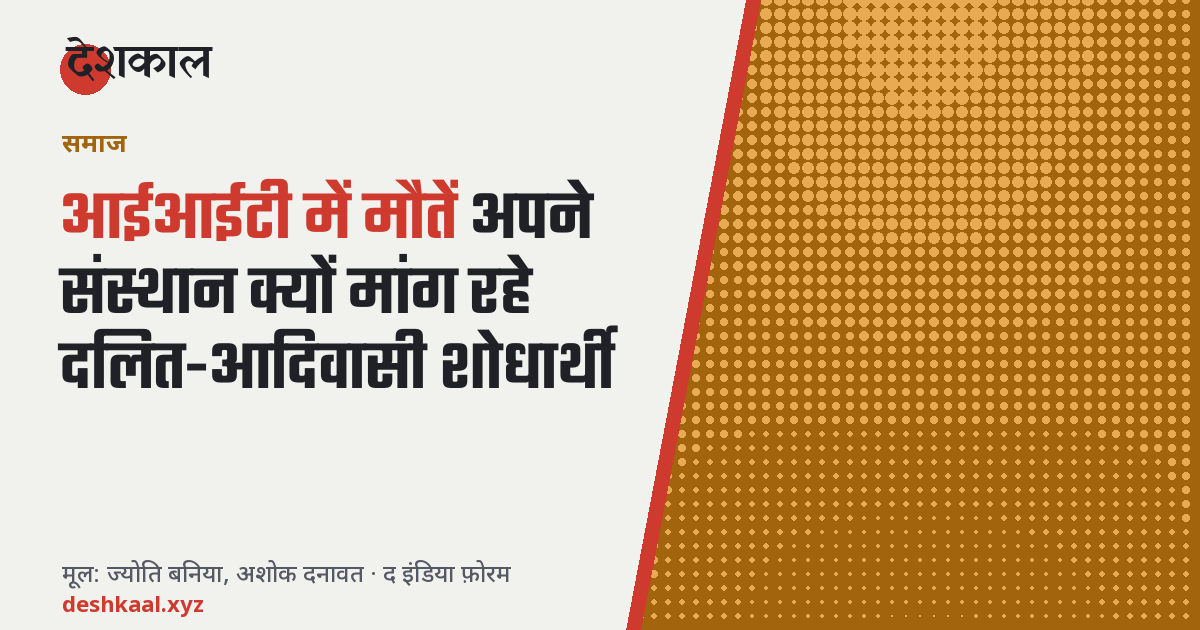 देशकाल
समाज
आईआईटी में मौतें अपने
संस्थान क्यों मांग रहे
दलित-आदिवासी शोधार्थी
मूल: ज्योति बनिया, अशोक दनावत · द इंडिया फ़ोरम
deshkaal.xyz